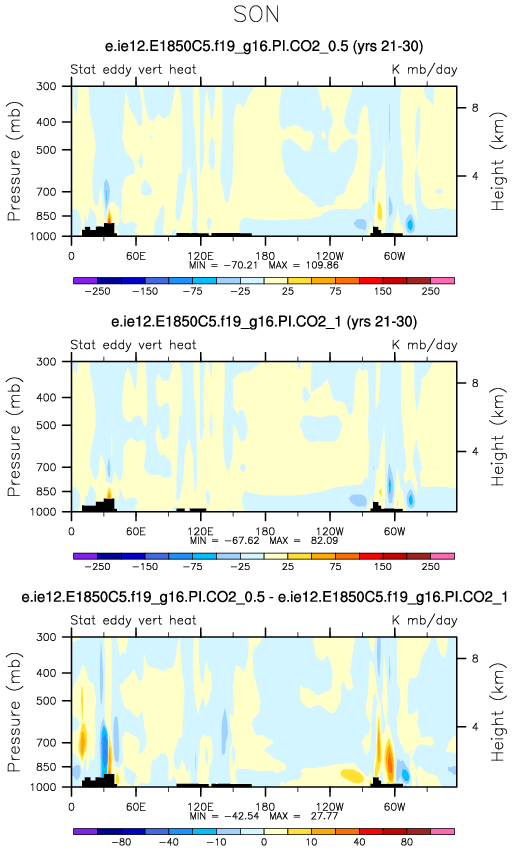 SON
e.ie12.E1850C5.f19_g16.PI.CO2_0.5 (yrs 21-30)
Stat eddy vert heat K mb/day
Pressure (mb)
300
400
500
700
850
1000
Height (km)
8
4
0 60E 120E 180 120W 60W
MIN = -70.21 MAX = 109.86
-250 -150 -75 -25 25 75 150 250
e.ie12.E1850C5.f19_g16.PI.CO2_1 (yrs 21-30)
Stat eddy vert heat K mb/day
Pressure (mb)
300
400
500
700
850
1000
Height (km)
8
4
0 60E 120E 180 120W 60W
MIN = -67.62 MAX = 82.09
-250 -150 -75 -25 25 75 150 250
e.ie12.E1850C5.f19_g16.PI.CO2_0.5 - e.ie12.E1850C5.f19_g16.PI.CO2_1
Stat eddy vert heat K mb/day
Pressure (mb)
300
400
500
700
850
1000
Height (km)
8
4
0 60E 120E 180 120W 60W
MIN = -42.54 MAX = 27.77
-80 -40 -10 0 10 40 80